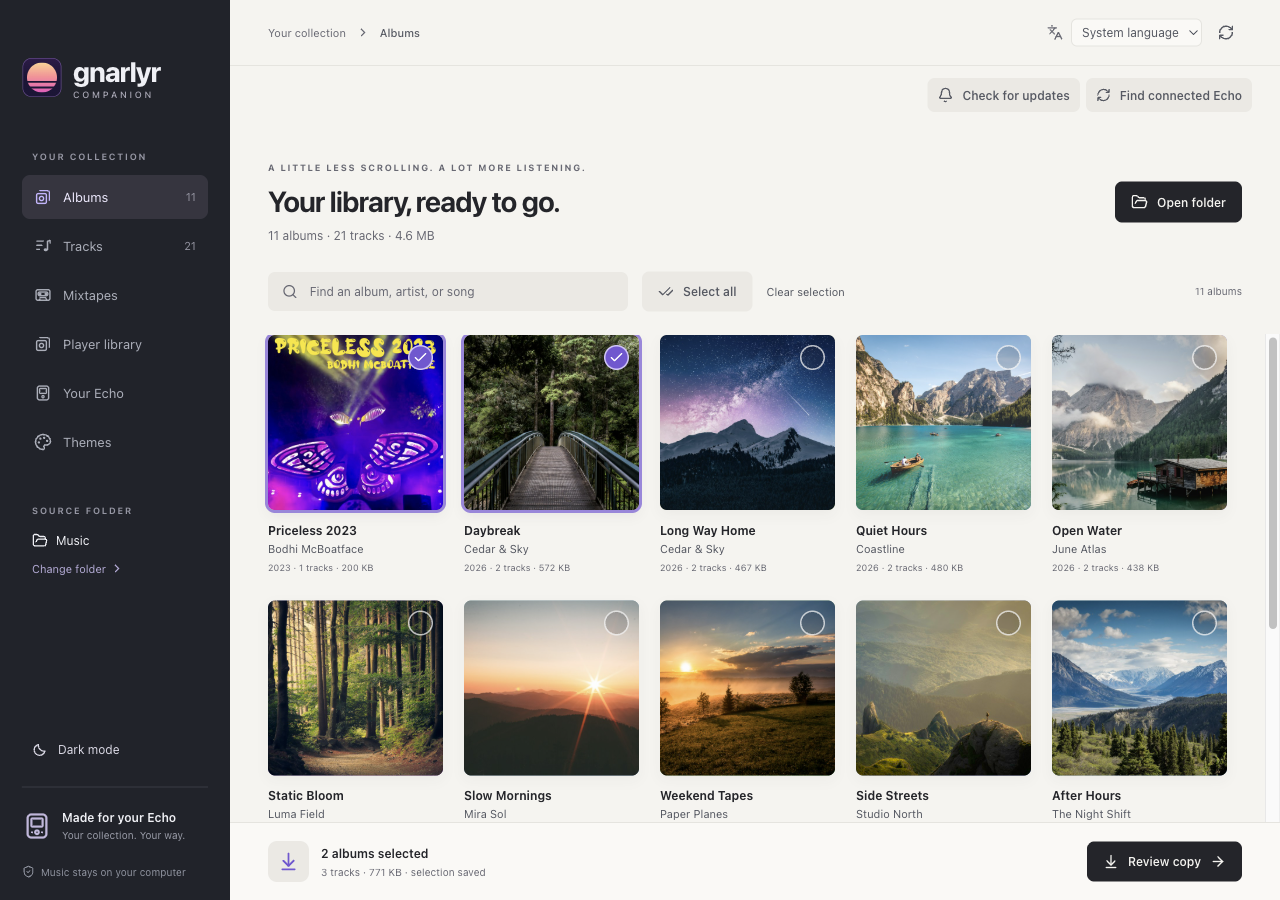 gnarlyr
COMPANION
YOUR COLLECTION
Albums 11
Tracks 21
Mixtapes
Player library
Your Echo
Themes
SOURCE FOLDER
Music
Change folder
Dark mode
Made for your Echo
Your collection. Your way.
Music stays on your computer
Your collection Albums
System language
Check for updates
Find connected Echo
A LITTLE LESS SCROLLING. A LOT MORE LISTENING.
Your library, ready to go.
11 albums · 21 tracks · 4.6 MB
Open folder
Find an album, artist, or song
Select all
Clear selection
11 albums
PRICELESS 2023
BODHI MCBOATFACE
Priceless 2023
Bodhi McBoatface
2023 · 1 tracks · 200 KB
Daybreak
Cedar & Sky
2026 · 2 tracks · 572 KB
Long Way Home
Cedar & Sky
2026 · 2 tracks · 467 KB
Quiet Hours
Coastline
2026 · 2 tracks · 480 KB
Open Water
June Atlas
2026 · 2 tracks · 438 KB
Static Bloom
Luma Field
Slow Mornings
Mira Sol
Weekend Tapes
Paper Planes
Side Streets
Studio North
After Hours
The Night Shift
2 albums selected
3 tracks · 771 KB · selection saved
Review copy